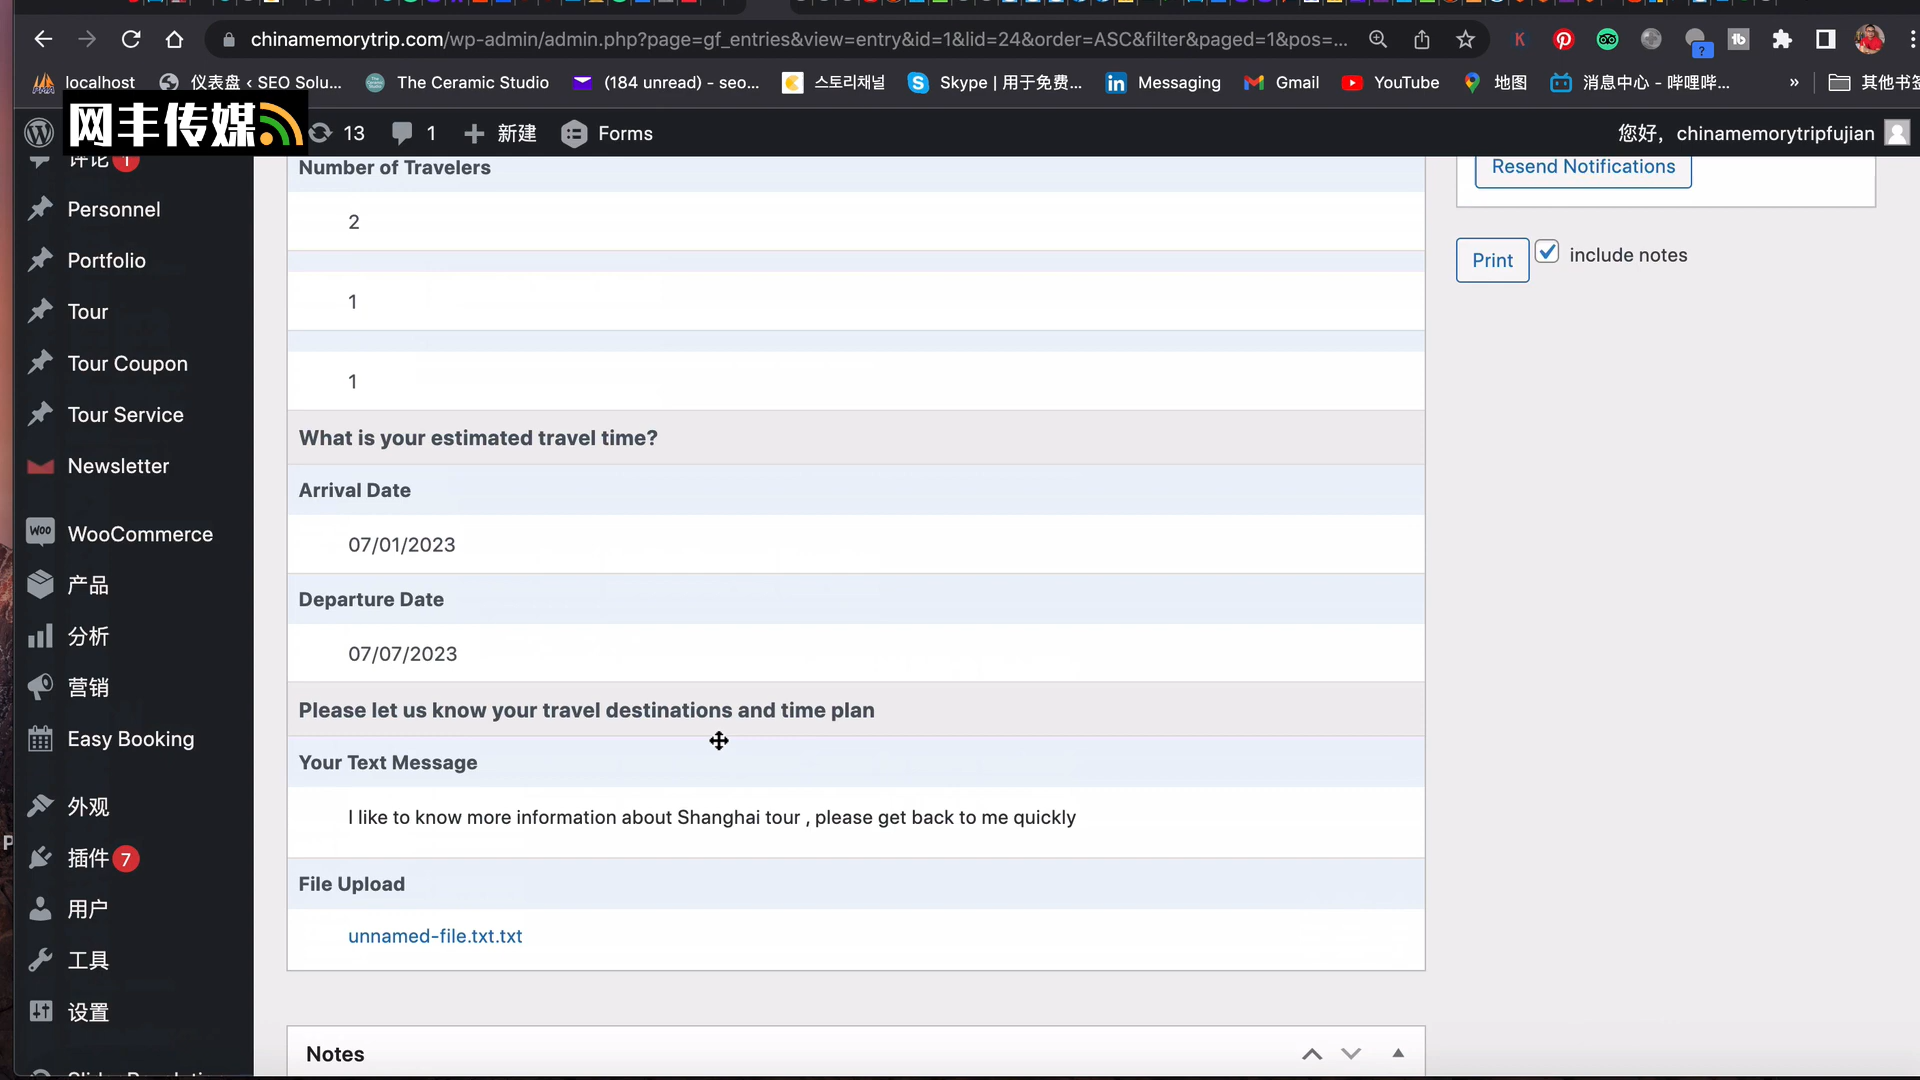 chinamemorytrip.com/wp-admin/admin.php?page=gf_entries&view=entry&id=1&lid=24&order=ASC&filter&paged=1&pos=...
localhost 仪表盘 ‹ SEO Solu... The Ceramic Studio (184 unread) - seo... 스토리채널 Skype | 用于免费... Messaging Gmail YouTube 地图 消息中心 - 哔哩哔... » 其他书签
网丰传媒 13 1 新建 Forms 您好，chinamemorytripfujian
评论 1
Personnel
Portfolio
Tour
Tour Coupon
Tour Service
Newsletter
WooCommerce
产品
分析
营销
Easy Booking
外观
插件 7
用户
工具
设置
Number of Travelers
2
1
1
What is your estimated travel time?
Arrival Date
07/01/2023
Departure Date
07/07/2023
Please let us know your travel destinations and time plan
Your Text Message
I like to know more information about Shanghai tour , please get back to me quickly
File Upload
unnamed-file.txt.txt
Notes
Resend Notifications
Print include notes